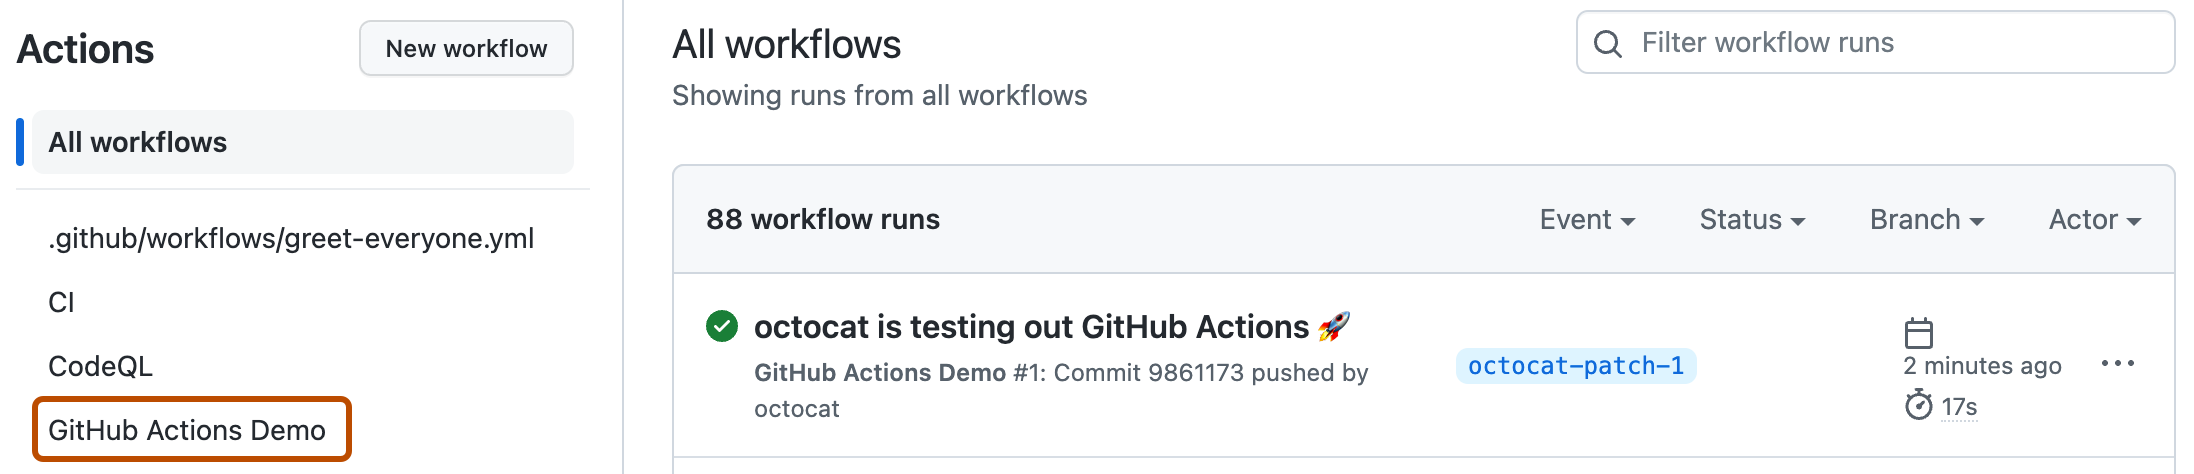 Actions
New workflow
All workflows
.github/workflows/greet-everyone.yml
CI
CodeQL
GitHub Actions Demo
All workflows
Showing runs from all workflows
Filter workflow runs
88 workflow runs
Event
Status
Branch
Actor
octocat is testing out GitHub Actions 🚀
GitHub Actions Demo #1: Commit 9861173 pushed by
octocat
octocat-patch-1
2 minutes ago
17s